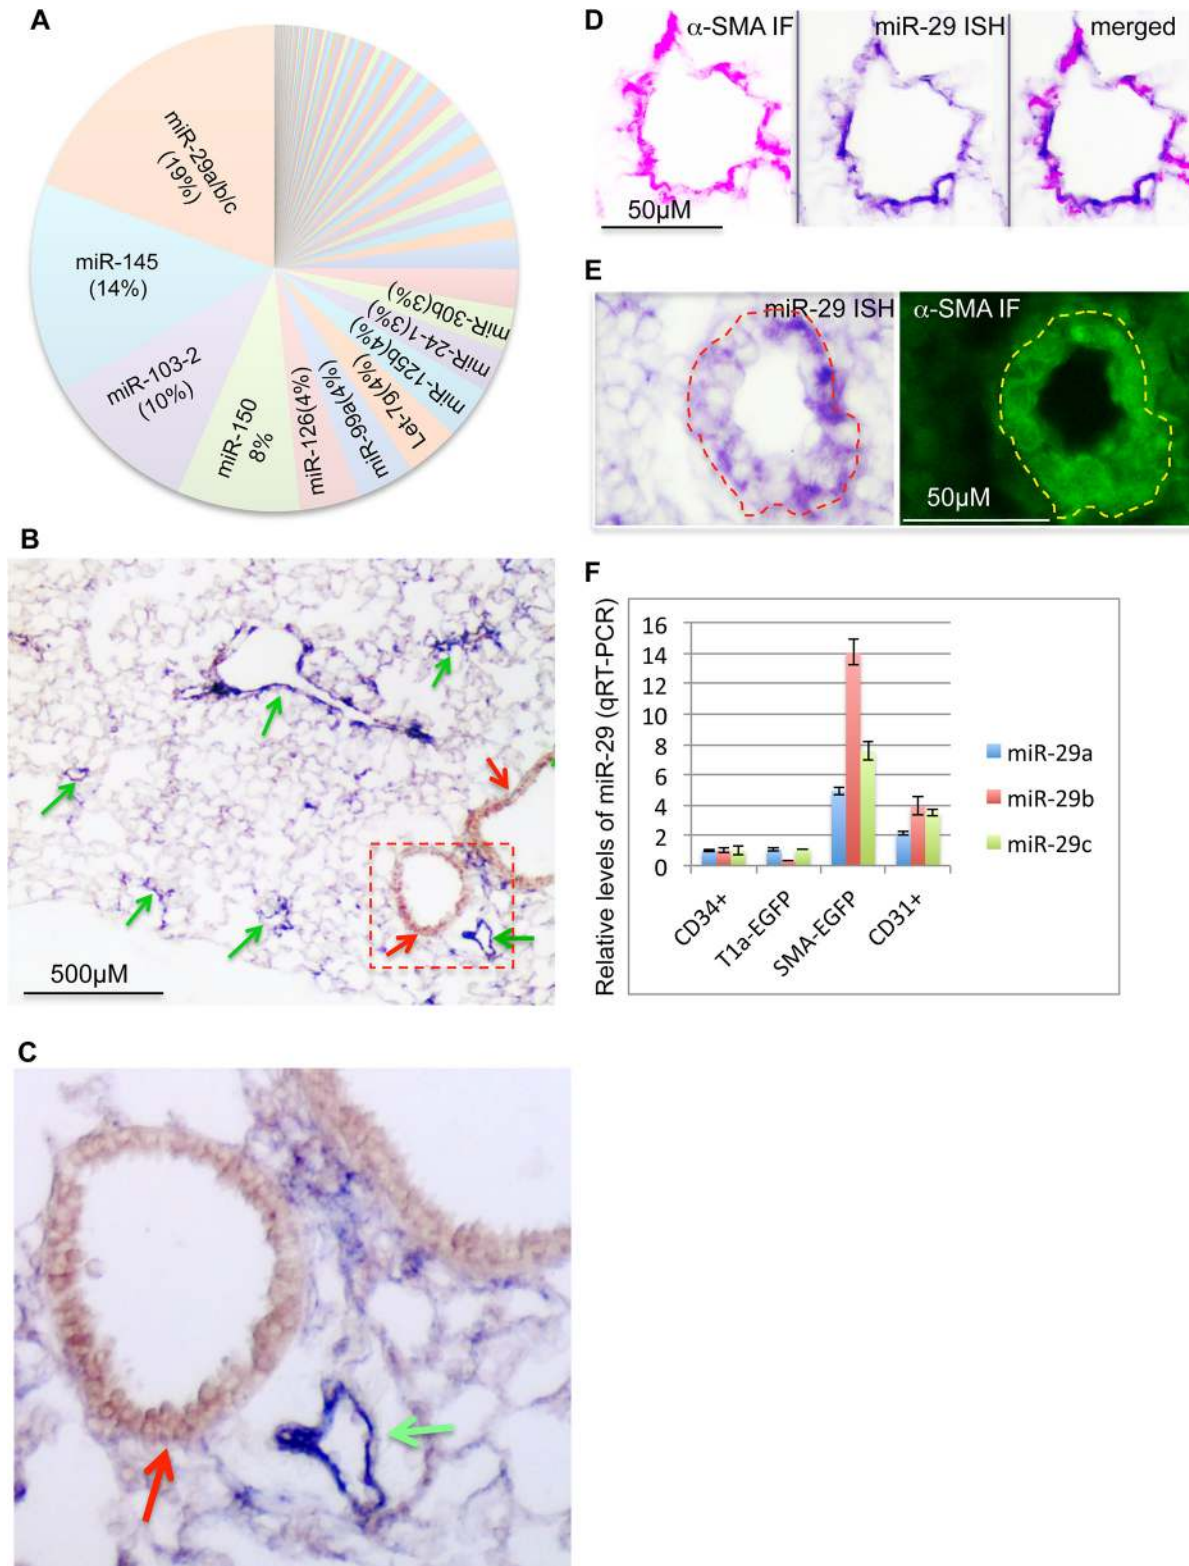 A
miR-29a/b/c
(19%)
miR-145
(14%)
miR-103-2
(10%)
miR-150
8%
miR-126(4%)
miR-99a(4%)
Let-7g(4%)
miR-125b(4%)
miR-24-1(3%)
miR-30b(3%)
B
500µM
C
D
α-SMA IF
miR-29 ISH
merged
50µM
E
miR-29 ISH
α-SMA IF
50µM
F
Relative levels of miR-29 (qRT-PCR)
16
14
12
10
8
6
4
2
0
CD34+
T1a-EGFP
SMA-EGFP
CD31+
miR-29a
miR-29b
miR-29c